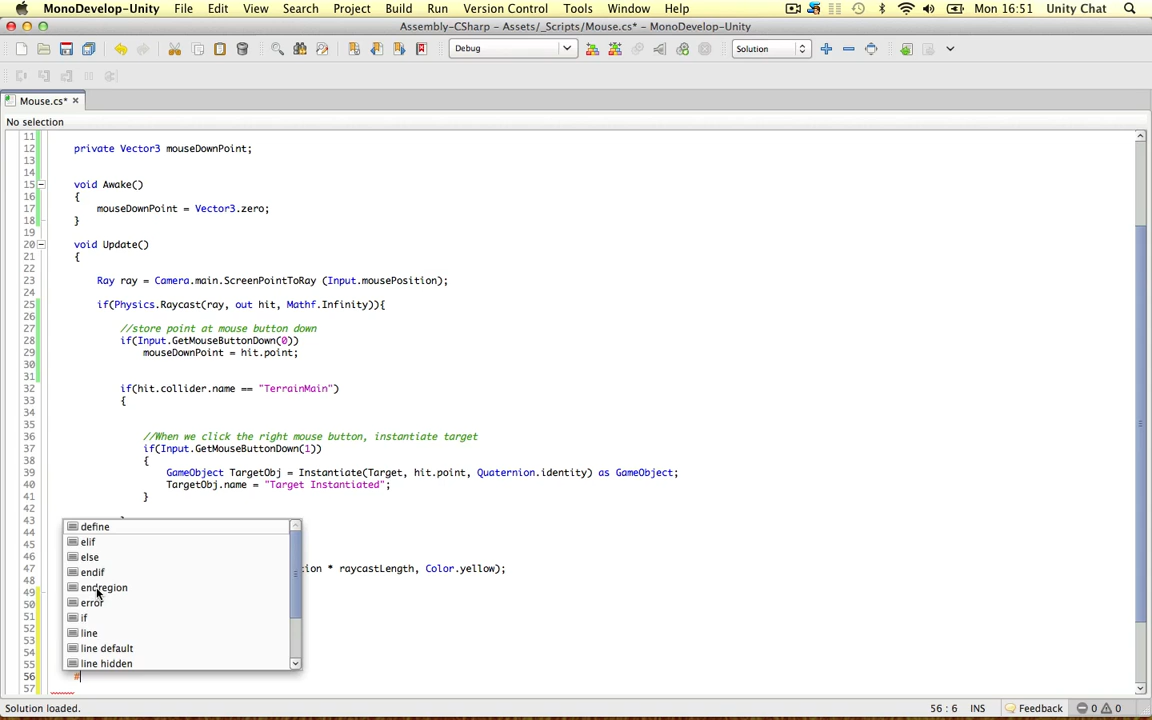 MonoDevelop-Unity File Edit View Search Project Build Run Version Control Tools Window Help Mon 16:51 Unity Chat
Assembly-CSharp – Assets/_Scripts/Mouse.cs* – MonoDevelop-Unity
Debug Solution
Mouse.cs*
No selection
11
12 private Vector3 mouseDownPoint;
13
14
15 void Awake()
16 {
17 mouseDownPoint = Vector3.zero;
18 }
19
20 void Update()
21 {
22
23 Ray ray = Camera.main.ScreenPointToRay (Input.mousePosition);
24
25 if(Physics.Raycast(ray, out hit, Mathf.Infinity)){
26
27 //store point at mouse button down
28 if(Input.GetMouseButtonDown(0))
29 mouseDownPoint = hit.point;
30
31
32 if(hit.collider.name == "TerrainMain")
33 {
34
35
36 //When we click the right mouse button, instantiate target
37 if(Input.GetMouseButtonDown(1))
38 {
39 GameObject TargetObj = Instantiate(Target, hit.point, Quaternion.identity) as GameObject;
40 TargetObj.name = "Target Instantiated";
41 }
42
43
44
45
46
47 ion * raycastLength, Color.yellow);
48
49
50
51
52
53
54
55
56 #
57
define
elif
else
endif
endregion
error
if
line
line default
line hidden
Solution loaded. 56 : 6 INS Feedback 0 0